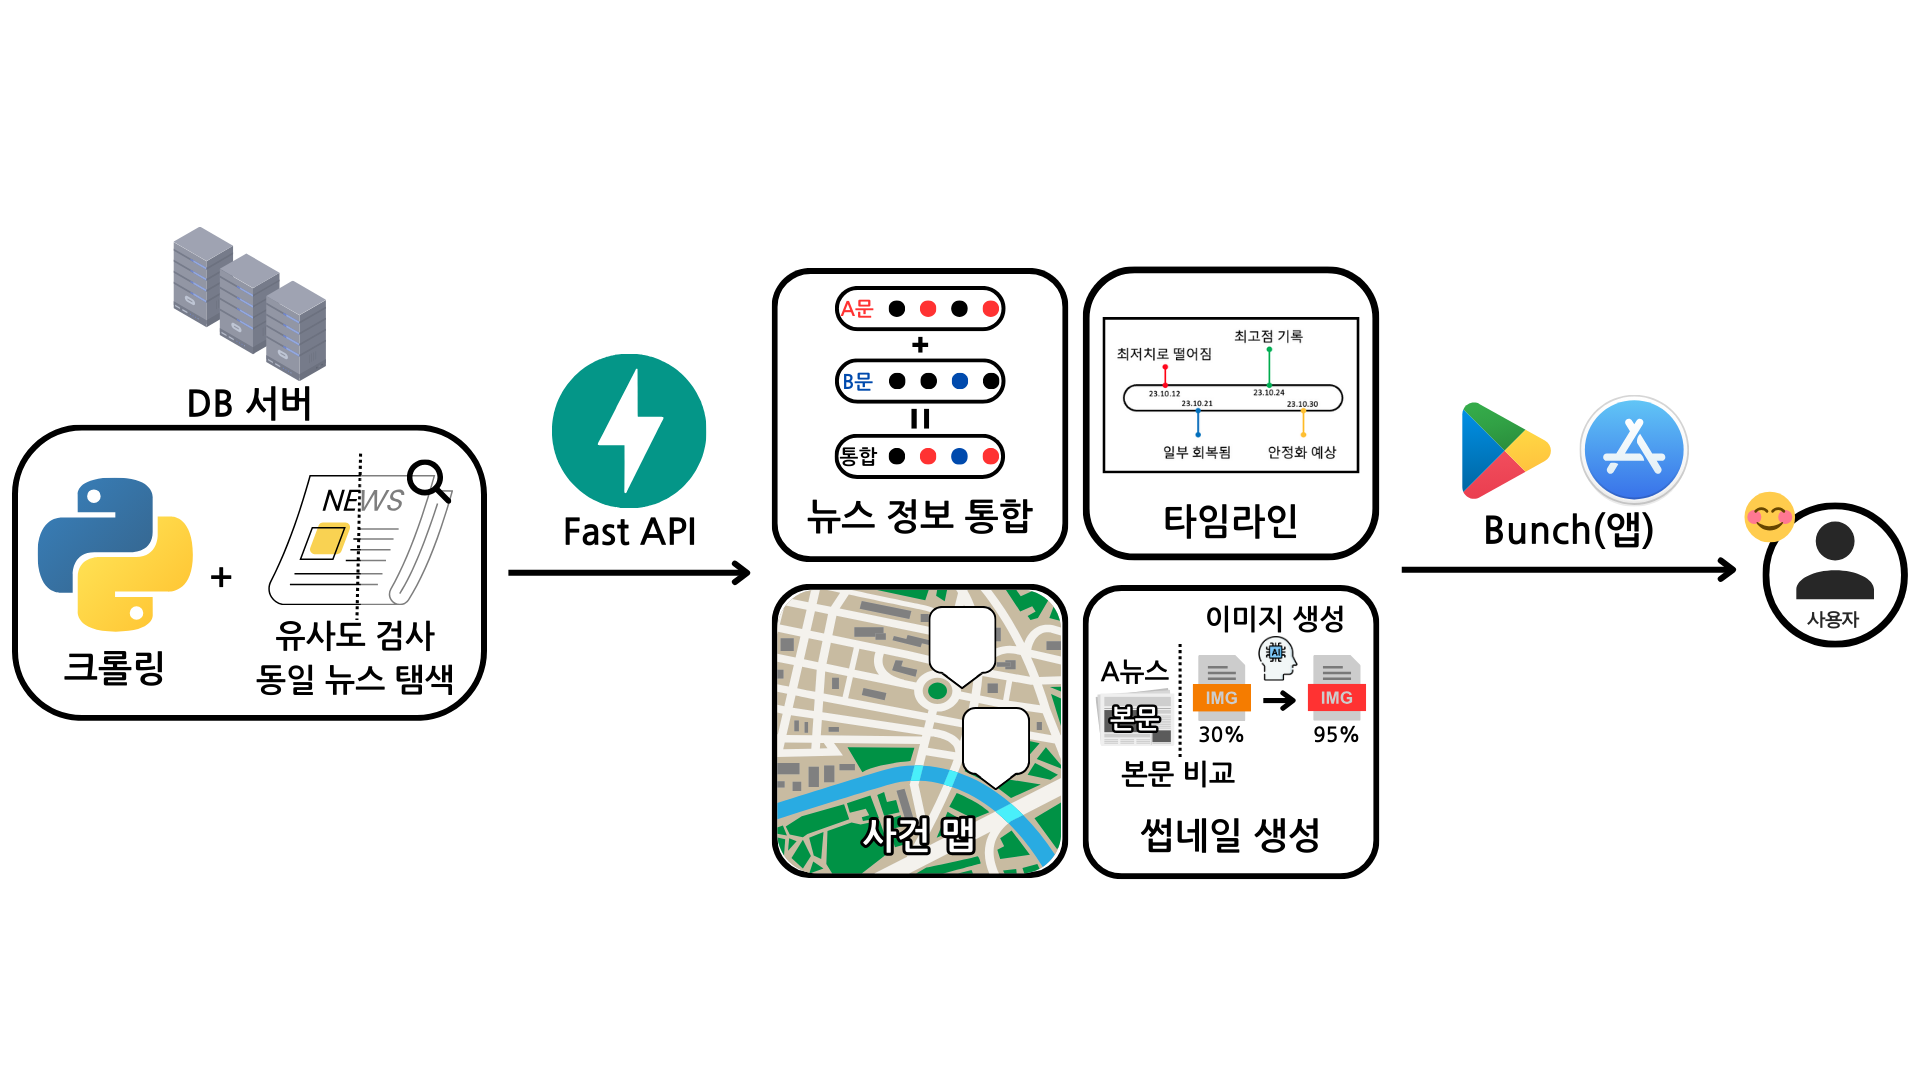 DB 서버
NEWS
+
크롤링
유사도 검사
동일 뉴스 탬색
Fast API
A문
+
B문
통합
뉴스 정보 통합
최고점 기록
최저치로 떨어짐
23.10.12
23.10.24
23.10.21
23.10.30
일부 회복됨
안정화 예상
타임라인
사건 맵
이미지 생성
AI
A뉴스
본문
IMG
IMG
30%
95%
본문 비교
썹네일 생성
Bunch(앱)
사용자